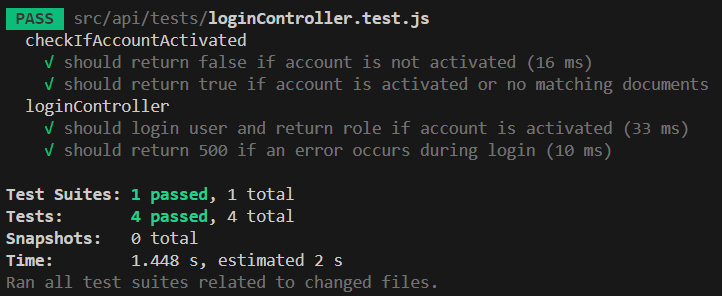 PASS src/api/tests/loginController.test.js
checkIfAccountActivated
√ should return false if account is not activated (16 ms)
√ should return true if account is activated or no matching documents
loginController
√ should login user and return role if account is activated (33 ms)
√ should return 500 if an error occurs during login (10 ms)
Test Suites: 1 passed, 1 total
Tests: 4 passed, 4 total
Snapshots: 0 total
Time: 1.448 s, estimated 2 s
Ran all test suites related to changed files.